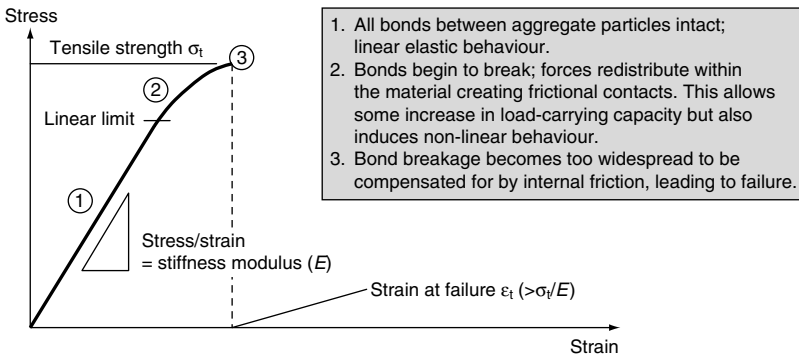 Stress
Tensile strength σt
3
2
Linear limit
1
Stress/strain
= stiffness modulus (E)
Strain at failure εt (>σt/E)
Strain
1. All bonds between aggregate particles intact;
linear elastic behaviour.
2. Bonds begin to break; forces redistribute within
the material creating frictional contacts. This allows
some increase in load-carrying capacity but also
induces non-linear behaviour.
3. Bond breakage becomes too widespread to be
compensated for by internal friction, leading to failure.